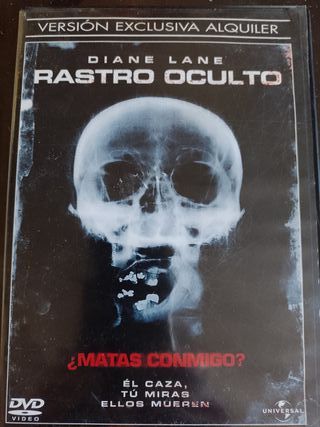 VERSIÓN EXCLUSIVA ALQUILER
DIANE LANE
RASTRO OCULTO
¿MATAS CONMIGO?
ÉL CAZA,
TÚ MIRAS
ELLOS MUEREN
DVD
VIDEO
UNIVERSAL